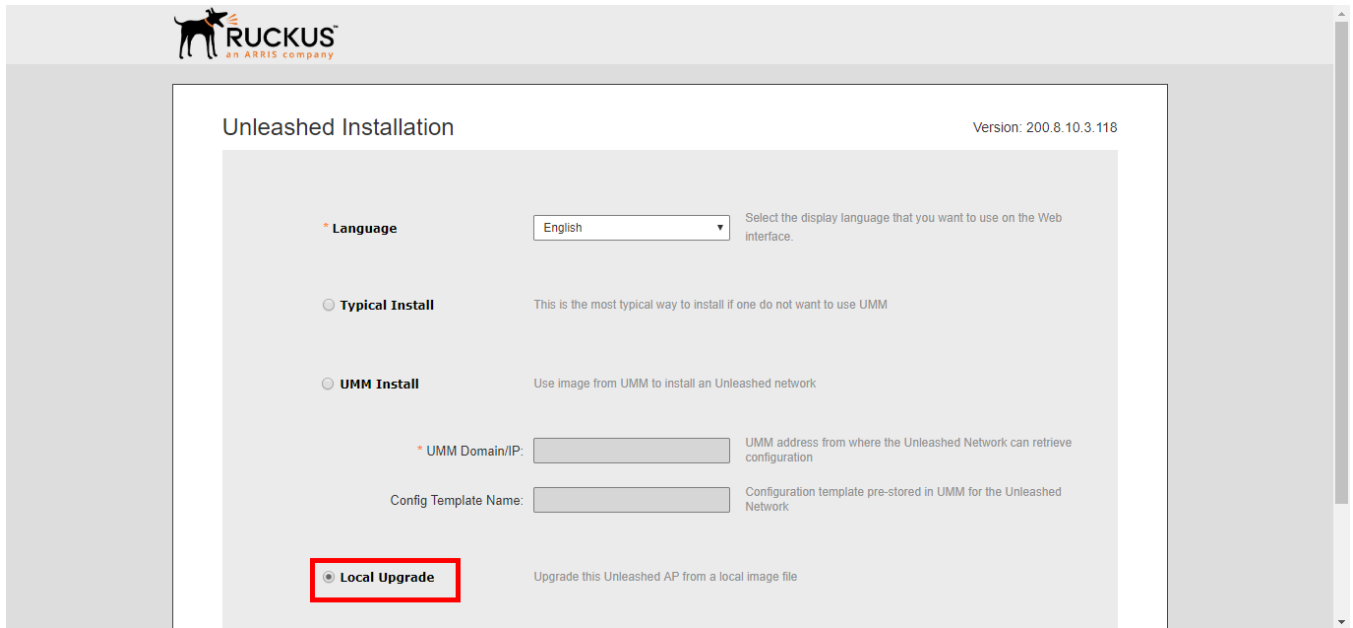 RUCKUS™
an ARRIS company
Unleashed Installation
Version: 200.8.10.3.118
* Language
English
Select the display language that you want to use on the Web
interface.
Typical Install
This is the most typical way to install if one do not want to use UMM
UMM Install
Use image from UMM to install an Unleashed network
* UMM Domain/IP:
UMM address from where the Unleashed Network can retrieve
configuration
Config Template Name:
Configuration template pre-stored in UMM for the Unleashed
Network
Local Upgrade
Upgrade this Unleashed AP from a local image file